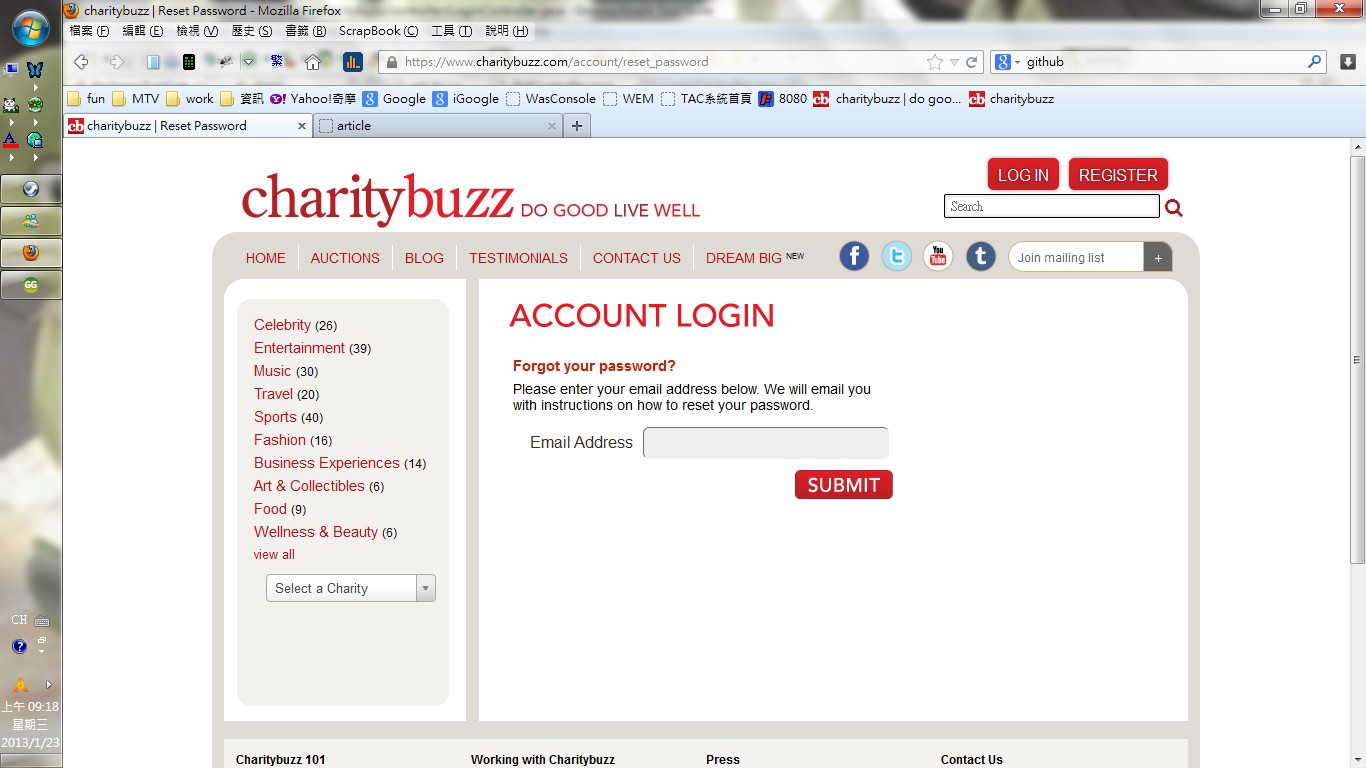 charitybuzz | Reset Password - Mozilla Firefox
檔案 (F) 編輯 (E) 檢視 (V) 歷史 (S) 書籤 (B) ScrapBook (C) 工具 (T) 說明 (H)
繁 https://www.charitybuzz.com/account/reset_password github
fun MTV work 資訊 Yahoo!奇摩 Google iGoogle WasConsole WEM TAC系統首頁 8080 charitybuzz | do goo... charitybuzz
charitybuzz | Reset Password article
charitybuzz DO GOOD LIVE WELL
LOG IN REGISTER
Search
HOME AUCTIONS BLOG TESTIMONIALS CONTACT US DREAM BIG NEW Join mailing list +
Celebrity (26)
Entertainment (39)
Music (30)
Travel (20)
Sports (40)
Fashion (16)
Business Experiences (14)
Art & Collectibles (6)
Food (9)
Wellness & Beauty (6)
view all
Select a Charity
ACCOUNT LOGIN
Forgot your password?
Please enter your email address below. We will email you
with instructions on how to reset your password.
Email Address
SUBMIT
Charitybuzz 101 Working with Charitybuzz Press Contact Us
CH
上午 09:18
星期三
2013/1/23